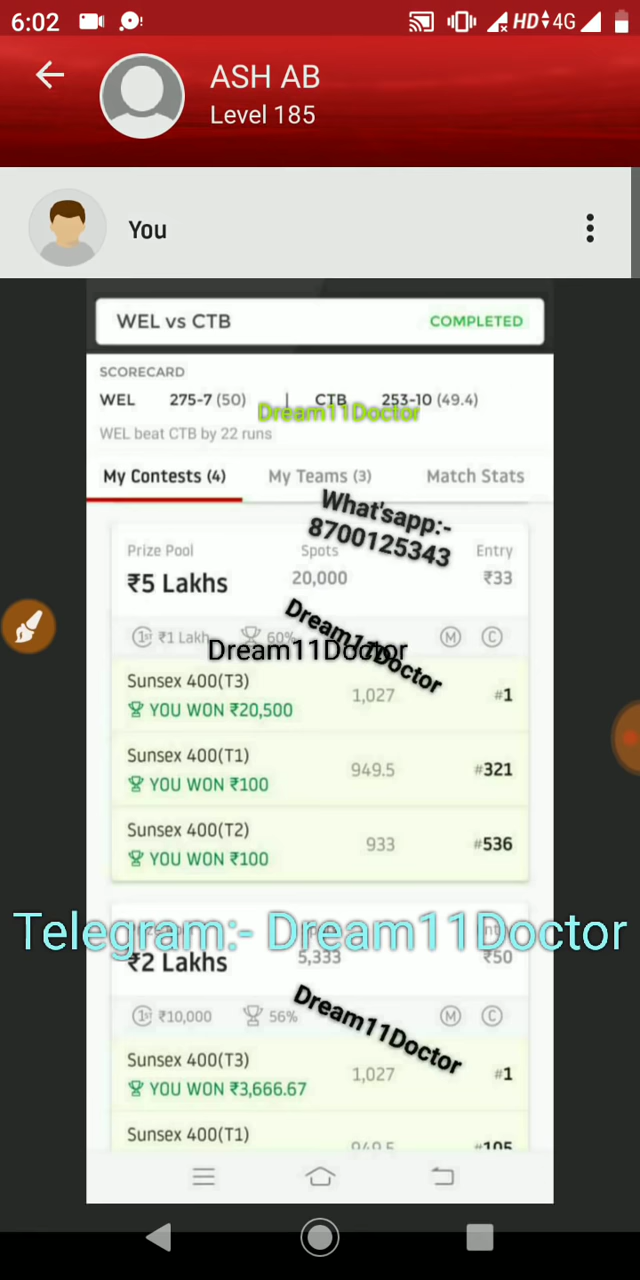 6:02 HD 4G
ASH AB
Level 185
You
WEL vs CTB COMPLETED
SCORECARD
WEL 275-7 (50) | CTB 253-10 (49.4)
Dream11Doctor
WEL beat CTB by 22 runs
My Contests (4) My Teams (3) Match Stats
What'sapp:-
8700125343
Prize Pool Spots Entry
₹5 Lakhs 20,000 ₹33
1st ₹1 Lakh 60% M C
Dream11Doctor
Dream11Doctor
Sunsex 400(T3) 1,027 #1
YOU WON ₹20,500
Sunsex 400(T1) 949.5 #321
YOU WON ₹100
Sunsex 400(T2) 933 #536
YOU WON ₹100
Telegram:- Dream11Doctor
₹2 Lakhs 5,333 ₹50
1st ₹10,000 56% M C
Dream11Doctor
Sunsex 400(T3) 1,027 #1
YOU WON ₹3,666.67
Sunsex 400(T1) 949.5 #105